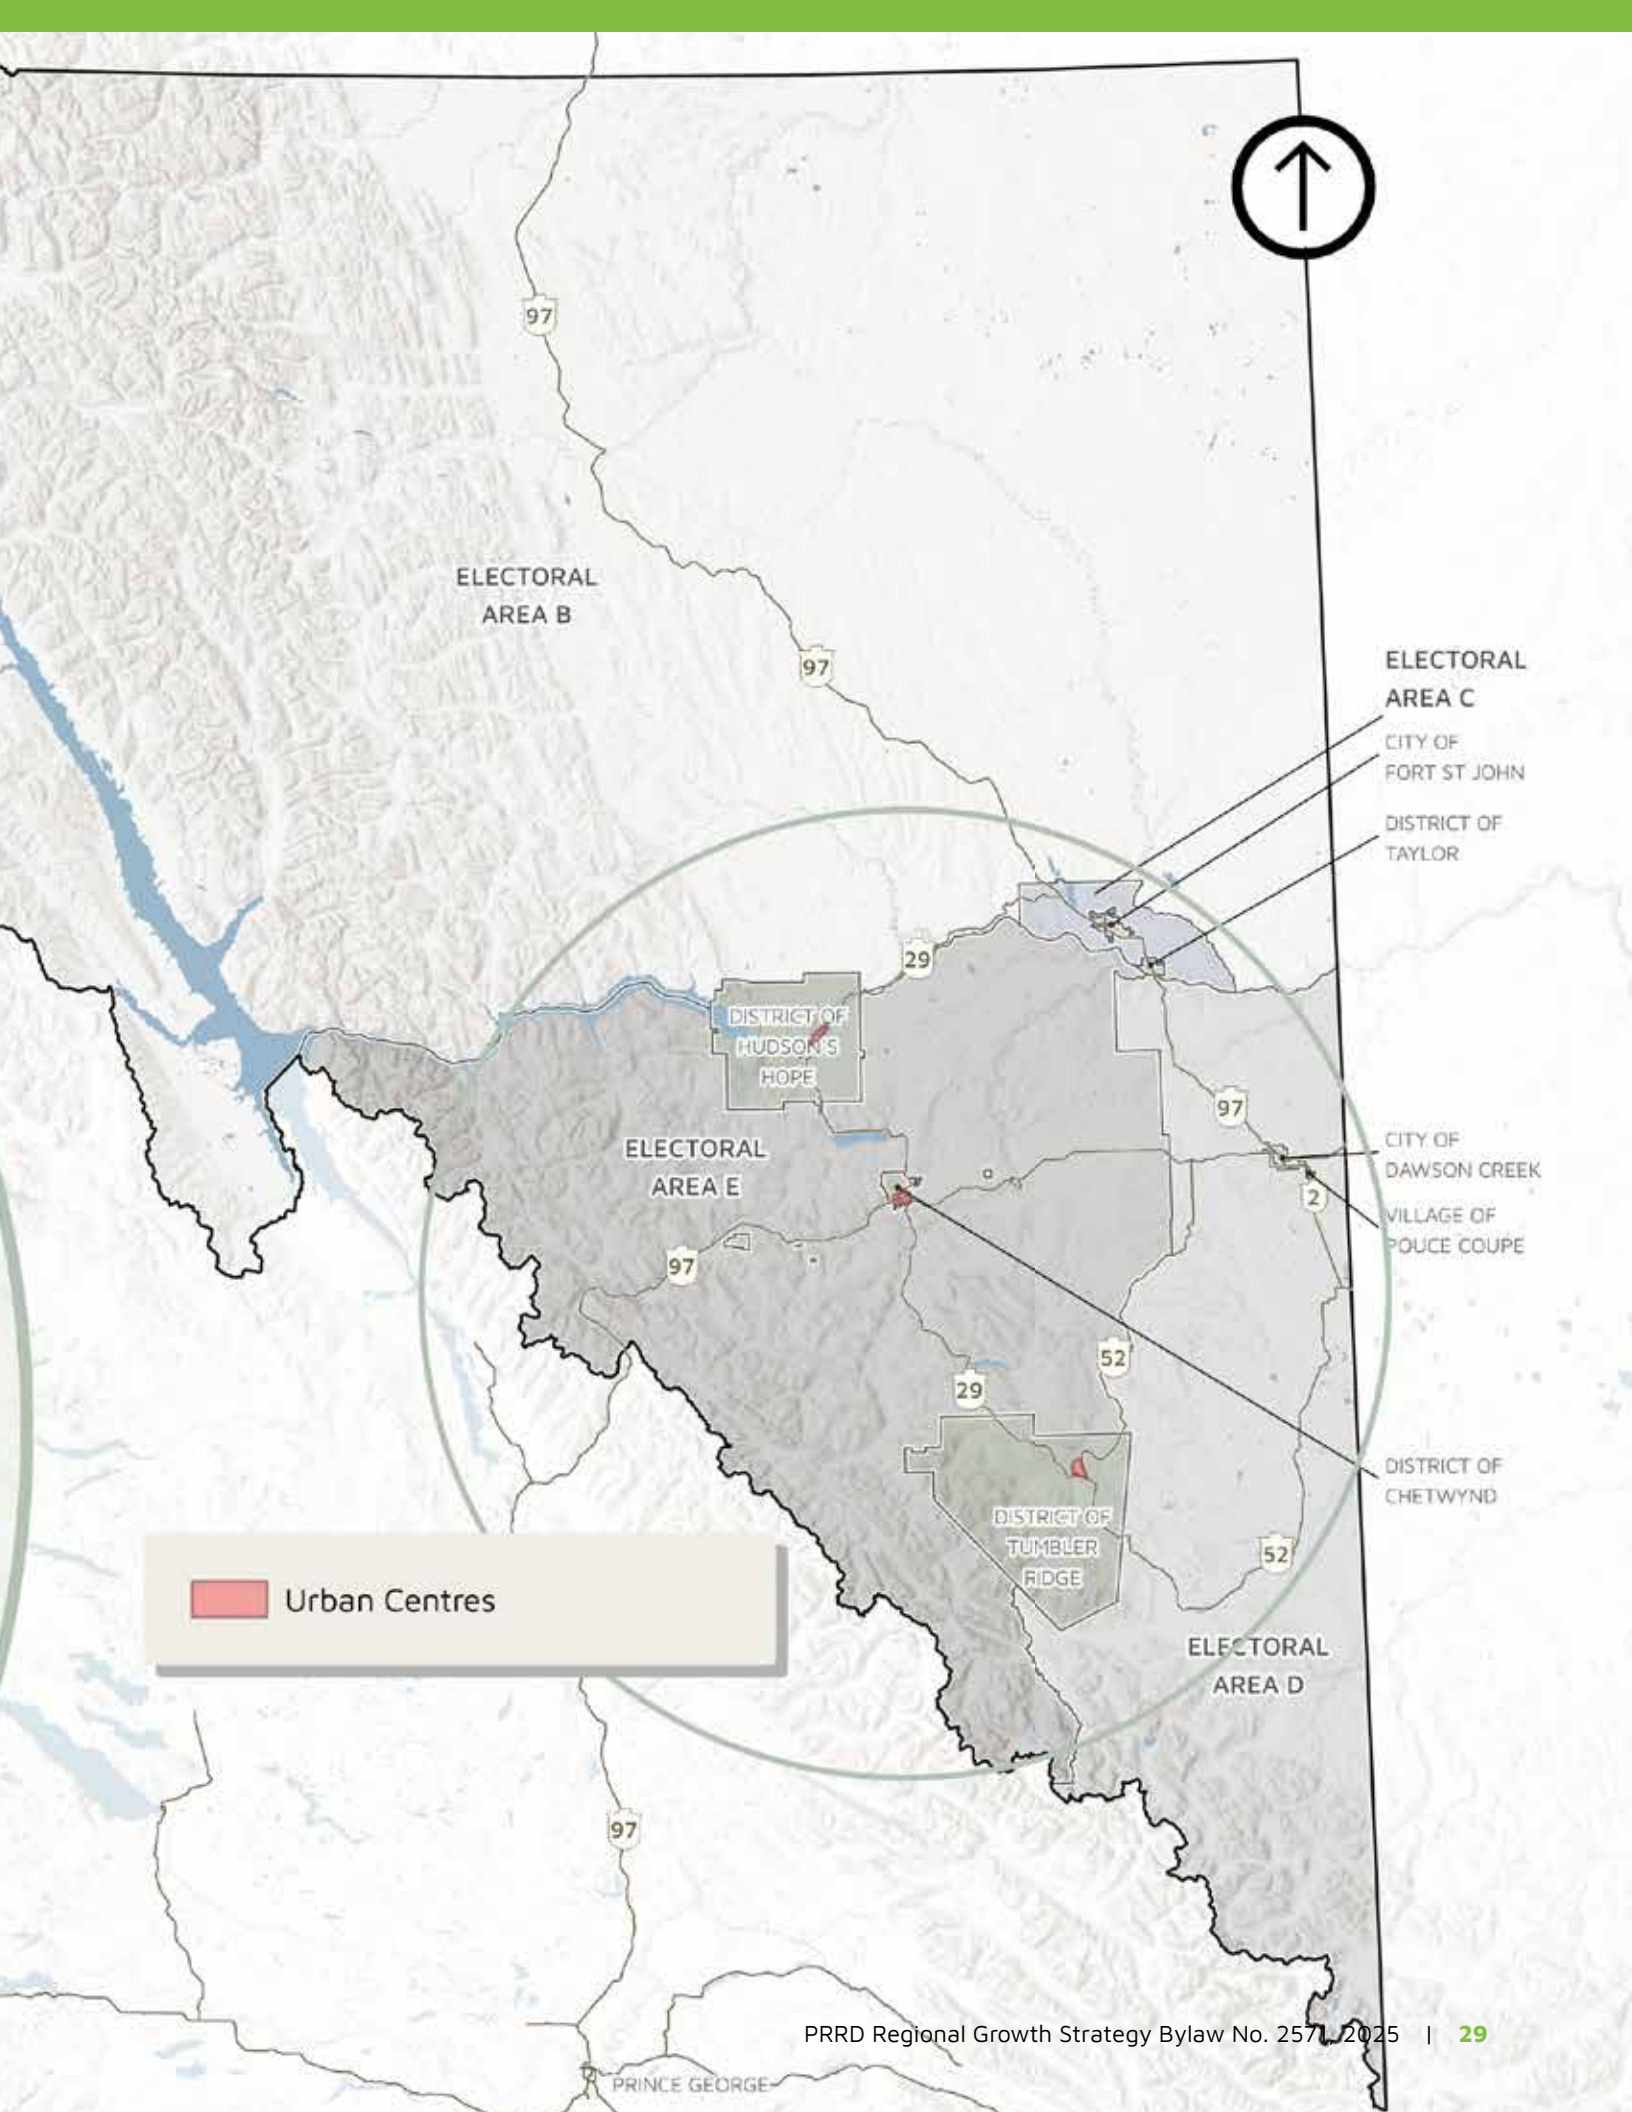 97
ELECTORAL
AREA B
97
ELECTORAL
AREA C
CITY OF
FORT ST JOHN
DISTRICT OF
TAYLOR
29
DISTRICT OF
HUDSON'S
HOPE
97
ELECTORAL
AREA E
CITY OF
DAWSON CREEK
2
VILLAGE OF
POUCE COUPE
97
52
29
DISTRICT OF
CHETWYND
DISTRICT OF
TUMBLER
RIDGE
52
Urban Centres
ELECTORAL
AREA D
97
PRRD Regional Growth Strategy Bylaw No. 2025 | 29
PRINCE GEORGE